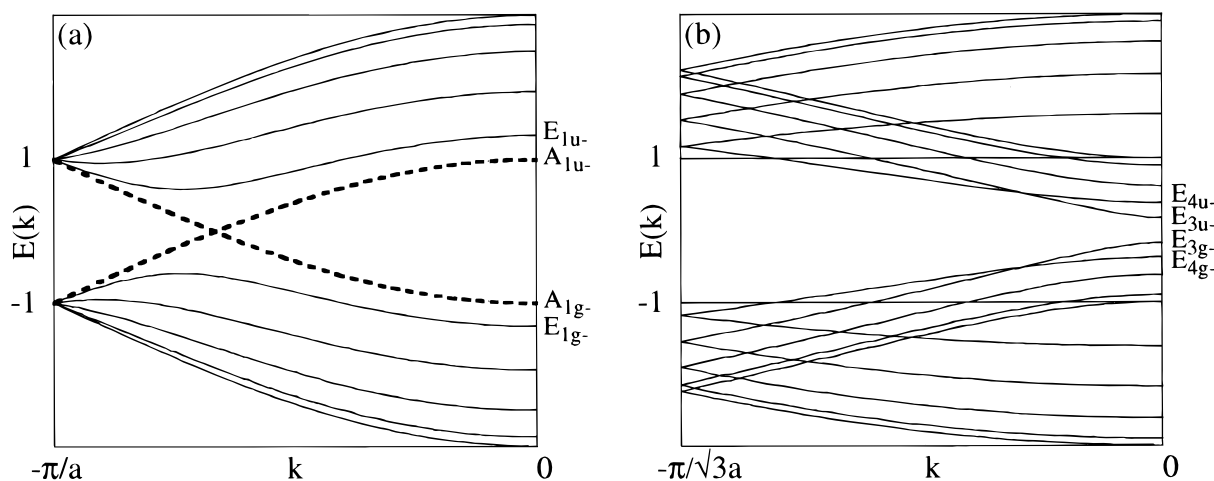 (a)
1
E(k)
-1
E1u-
A1u-
A1g-
E1g-
-π/a
k
0
(b)
1
E(k)
-1
E4u-
E3u-
E3g-
E4g-
-π/√3a
k
0